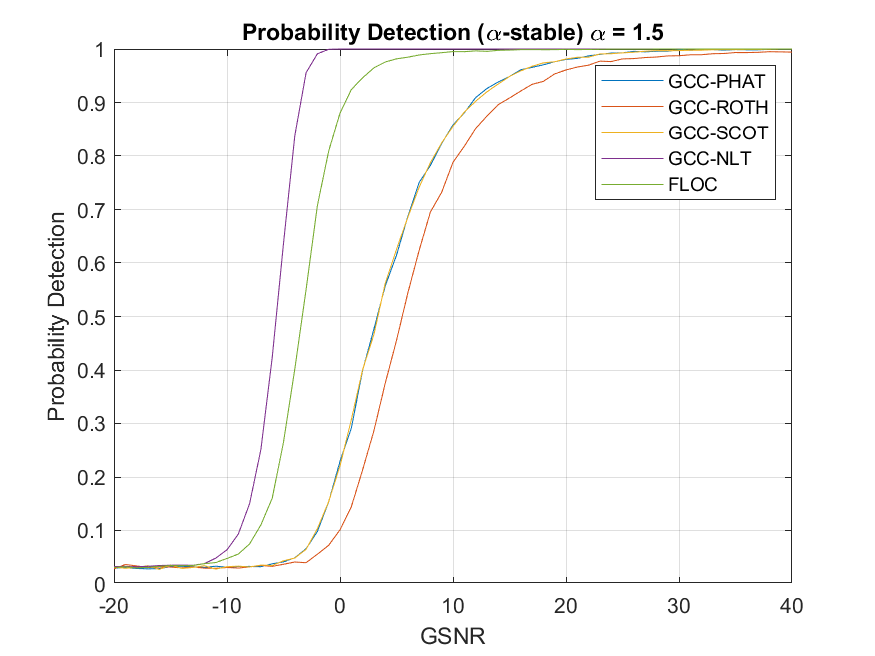 Probability Detection (α-stable) α = 1.5
Probability Detection
1
0.9
0.8
0.7
0.6
0.5
0.4
0.3
0.2
0.1
0
GCC-PHAT
GCC-ROTH
GCC-SCOT
GCC-NLT
FLOC
-20 -10 0 10 20 30 40
GSNR